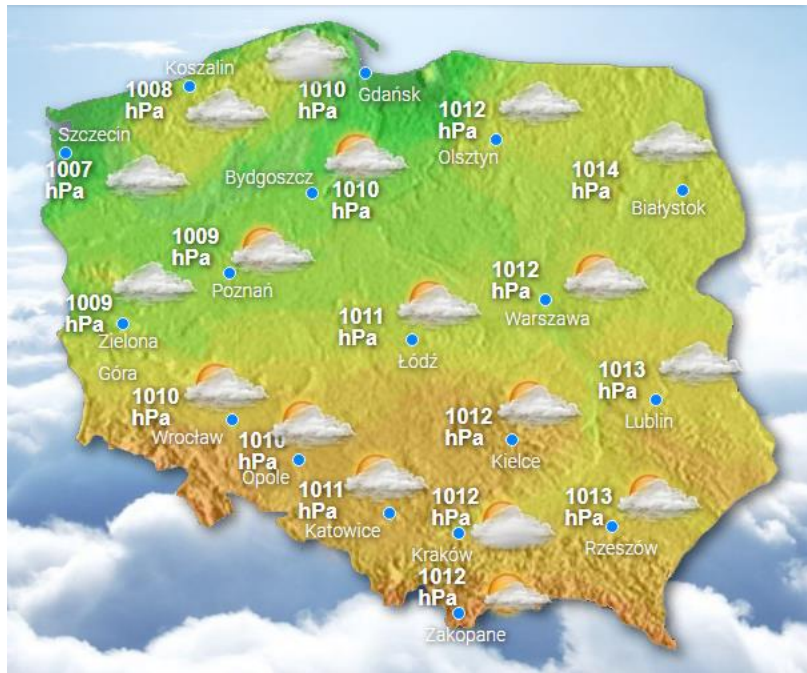 Koszalin
1008
hPa
1010
hPa
Gdańsk
1012
hPa
Olsztyn
Szczecin
1007
hPa
Bydgoszcz
1010
hPa
1014
hPa
Białystok
1009
hPa
Poznań
1012
hPa
Warszawa
1009
hPa
Zielona
Góra
1011
hPa
Łódź
1013
hPa
Lublin
1010
hPa
Wrocław
1010
hPa
Opole
1012
hPa
Kielce
1011
hPa
Katowice
1012
hPa
Kraków
1013
hPa
Rzeszów
1012
hPa
Zakopane